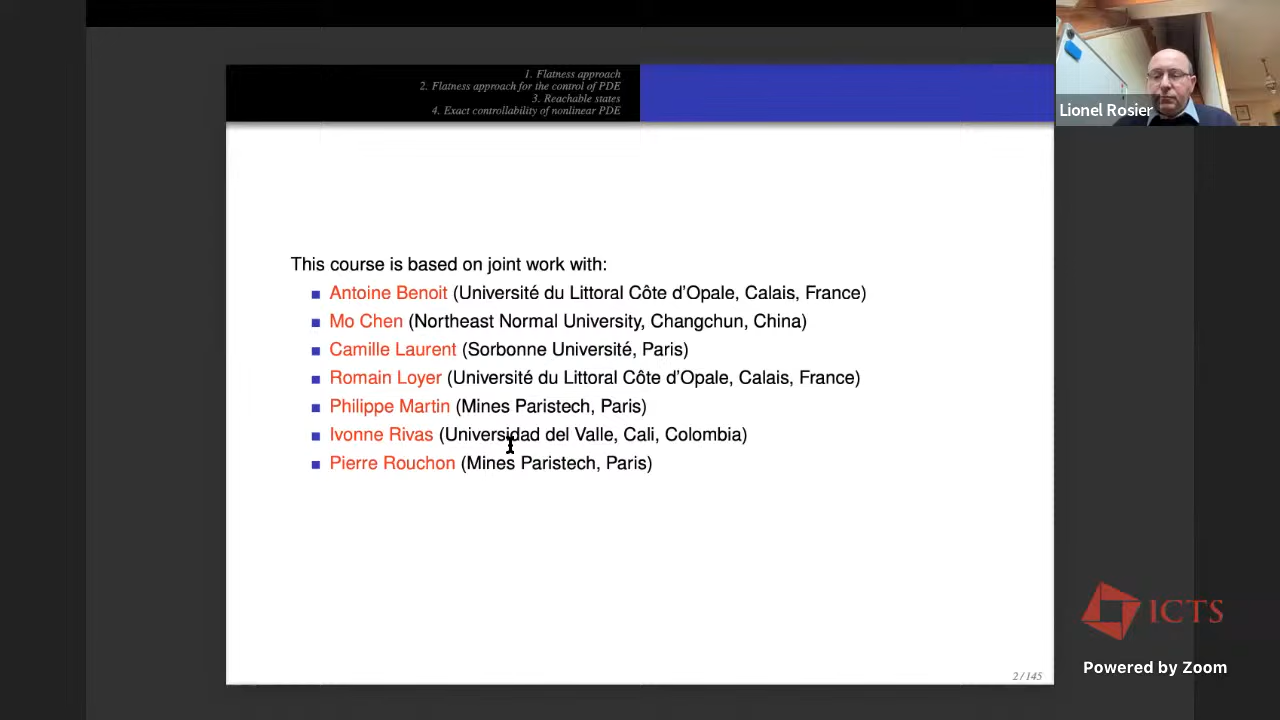 1. Flatness approach
2. Flatness approach for the control of PDE
3. Reachable states
4. Exact controllability of nonlinear PDE
Lionel Rosier
This course is based on joint work with:
Antoine Benoit (Université du Littoral Côte d'Opale, Calais, France)
Mo Chen (Northeast Normal University, Changchun, China)
Camille Laurent (Sorbonne Université, Paris)
Romain Loyer (Université du Littoral Côte d'Opale, Calais, France)
Philippe Martin (Mines Paristech, Paris)
Ivonne Rivas (Universidad del Valle, Cali, Colombia)
Pierre Rouchon (Mines Paristech, Paris)
ICTS
Powered by Zoom
2 / 145